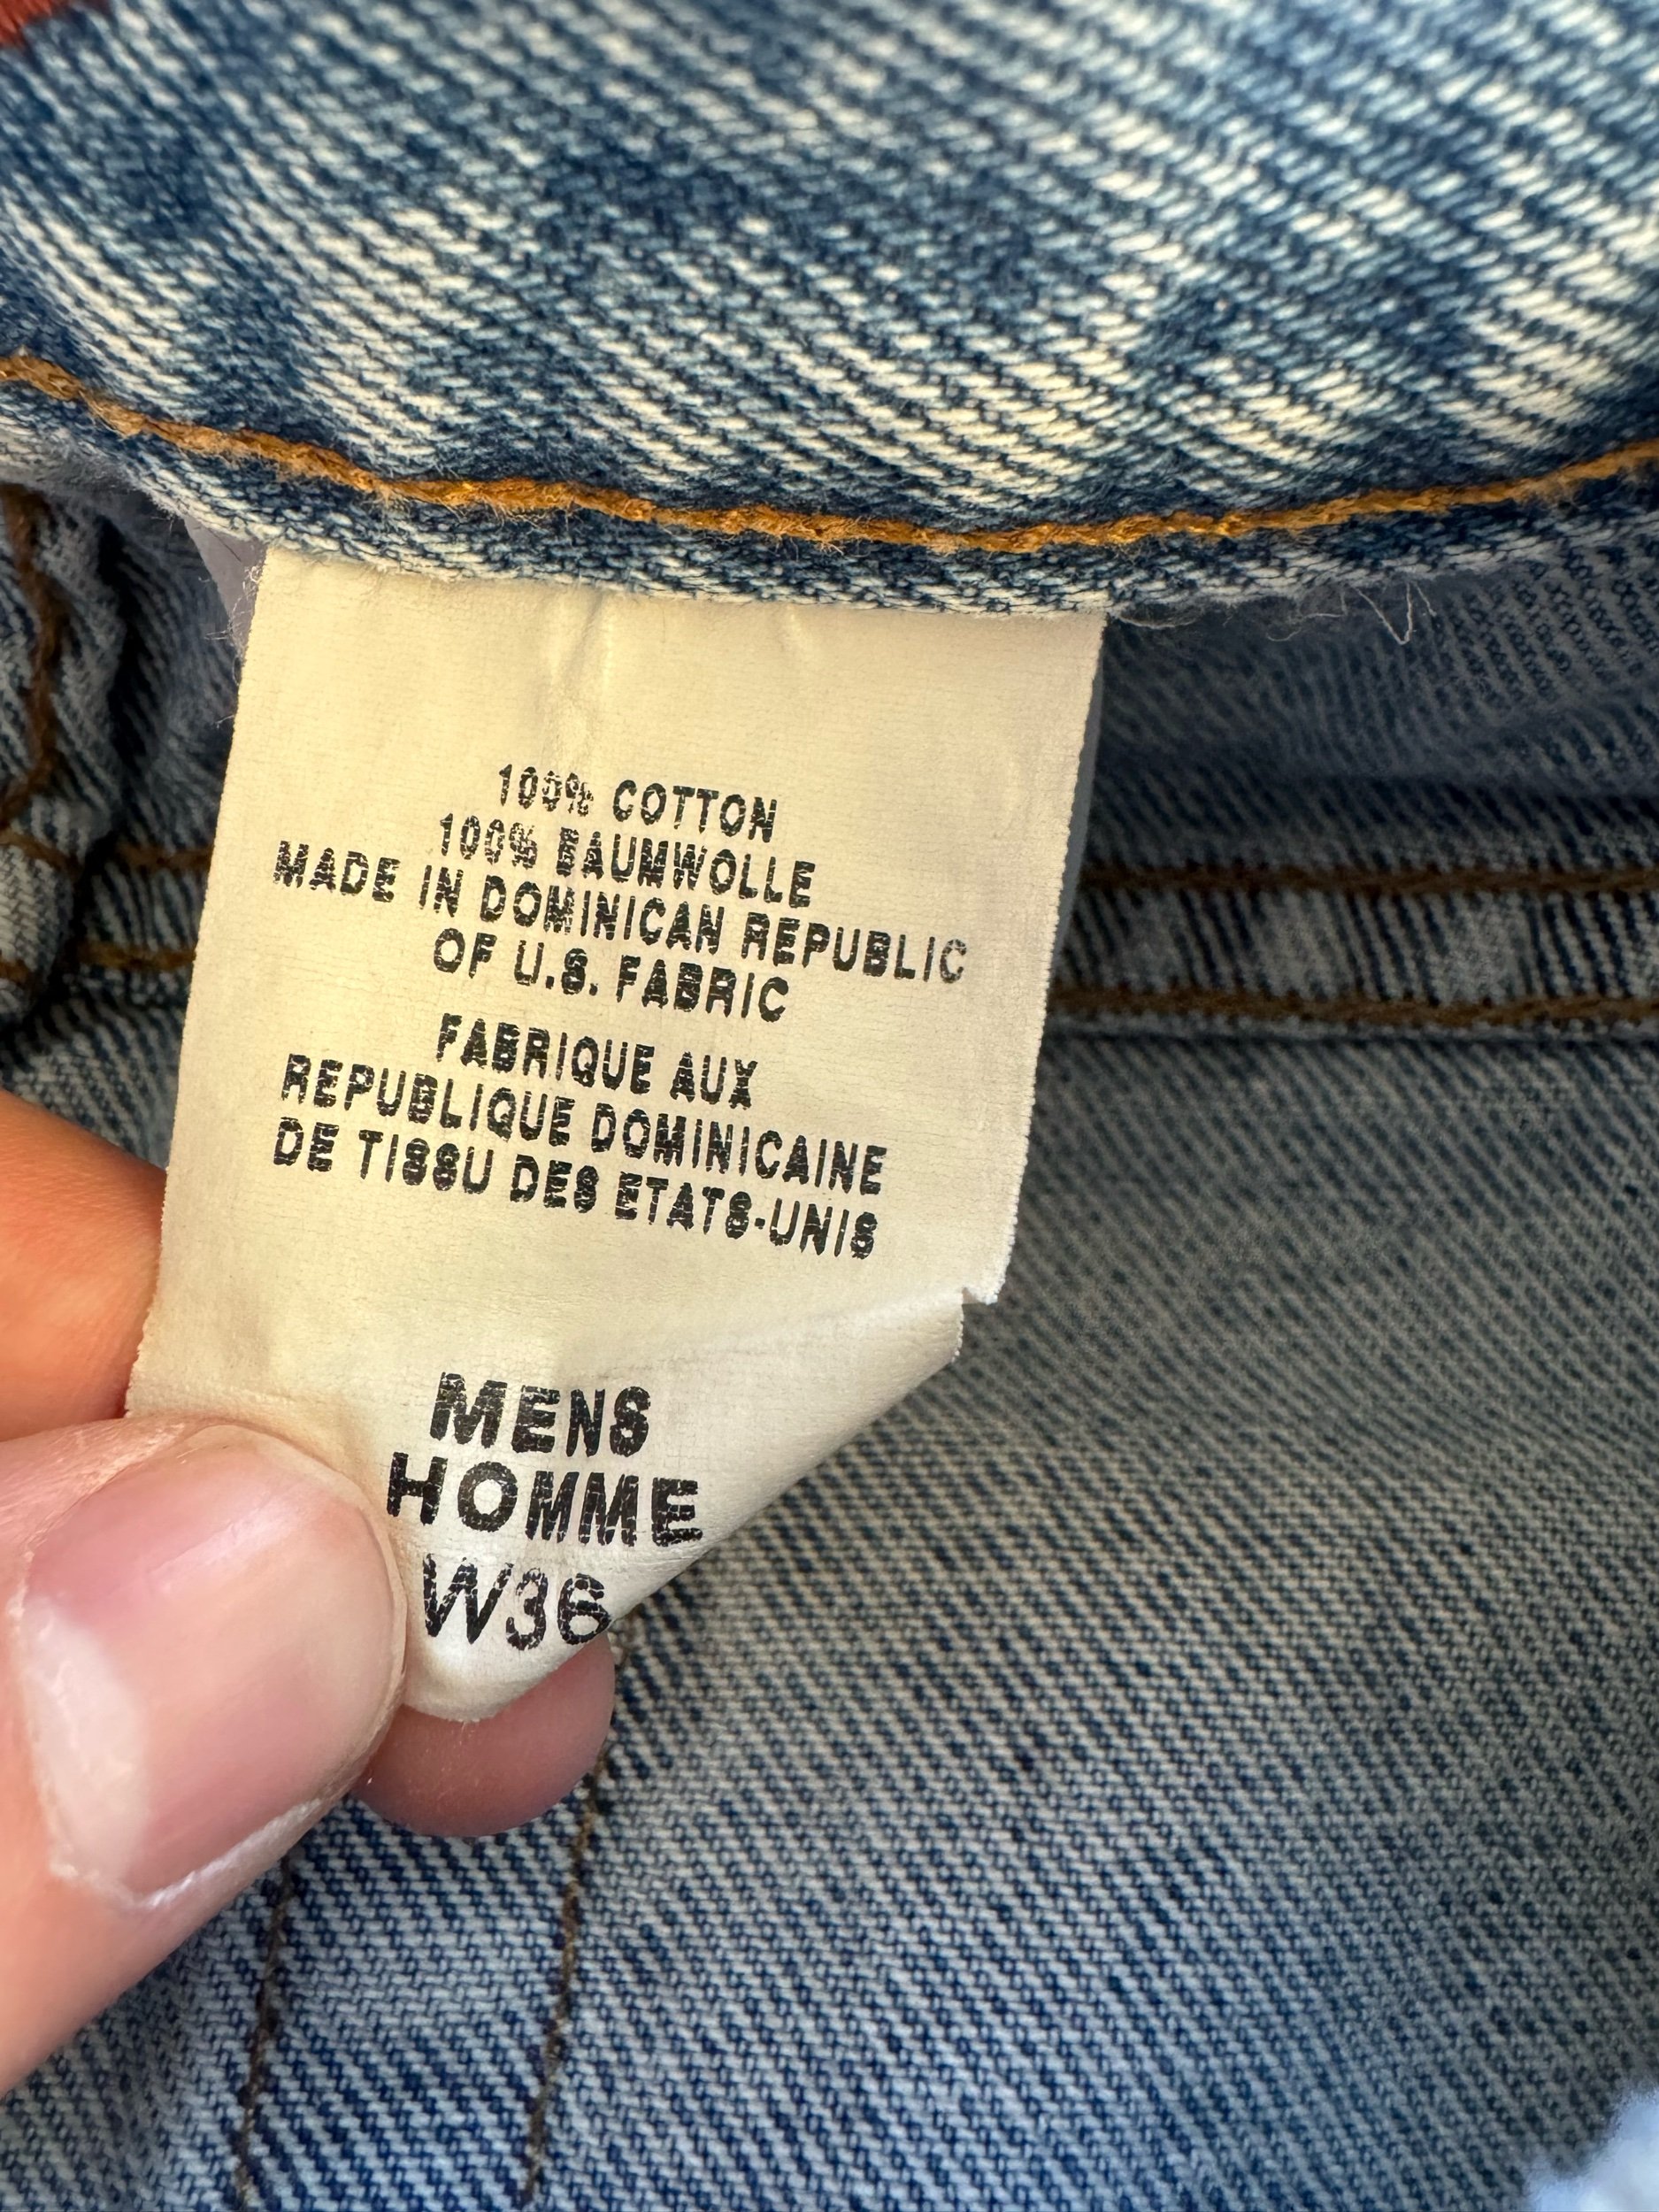 100% COTTON
100% BAUMWOLLE
MADE IN DOMINICAN REPUBLIC
OF U.S. FABRIC
FABRIQUE AUX
REPUBLIQUE DOMINICAINE
DE TISSU DES ETATS-UNIS
MENS
HOMME
W36